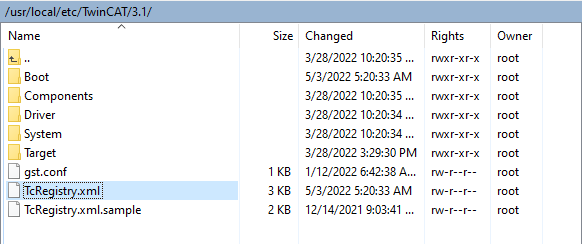 /usr/local/etc/TwinCAT/3.1/
Name Size Changed Rights Owner
.. 3/28/2022 10:20:35 ... rwxr-xr-x root
Boot 5/3/2022 5:20:33 AM rwxr-xr-x root
Components 3/28/2022 10:20:35 ... rwxr-xr-x root
Driver 3/28/2022 10:20:34 ... rwxr-xr-x root
System 3/28/2022 10:20:34 ... rwxr-xr-x root
Target 3/28/2022 3:29:30 PM rwxr-xr-x root
gst.conf 1 KB 1/12/2022 6:42:38 A... rw-r--r-- root
TcRegistry.xml 3 KB 5/3/2022 5:20:33 AM rw-r--r-- root
TcRegistry.xml.sample 2 KB 12/14/2021 9:03:41 ... rw-r--r-- root